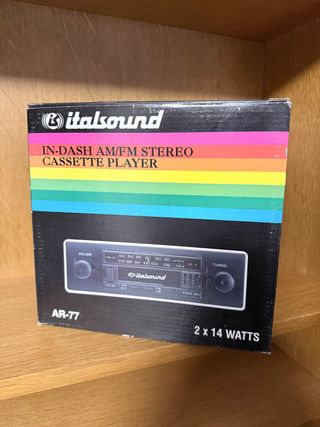 italsound
IN-DASH AM/FM STEREO
CASSETTE PLAYER
VOLUME
TUNING
italsound
AR-77
2 x 14 WATTS